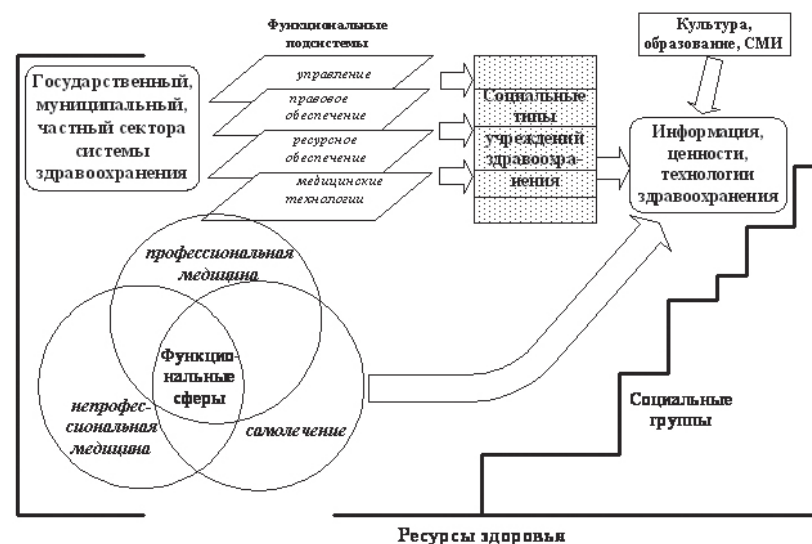 Функциональные
подсистемы
Культура,
образование, СМИ
Государственный,
муниципальный,
частный сектора
системы
здравоохранения
управление
правовое
обеспечение
ресурсное
обеспечение
медицинские
технологии
Социальные
типы
учреждений
здравоохра-
нения
Информация,
ценности,
технологии
здравоохранения
профессиональная
медицина
Функцио-
нальные
сферы
непрофес-
сиональная
медицина
самолечение
Социальные
группы
Ресурсы здоровья